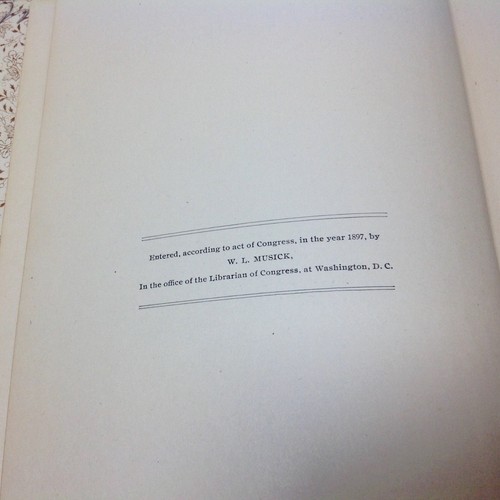 Entered, according to act of Congress, in the year 1897, by
W. L. MUSICK,
In the office of the Librarian of Congress, at Washington, D. C.